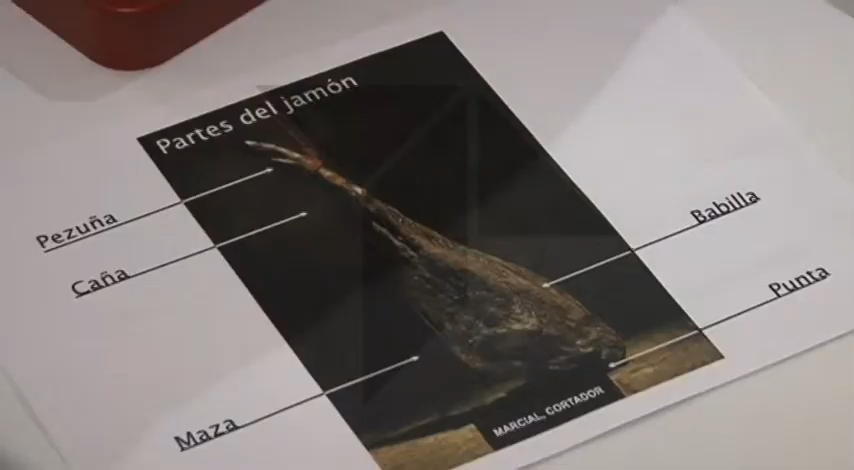 Partes del jamón
Pezuña
Caña
Babilla
Punta
Maza
MARCIAL, CORTADOR